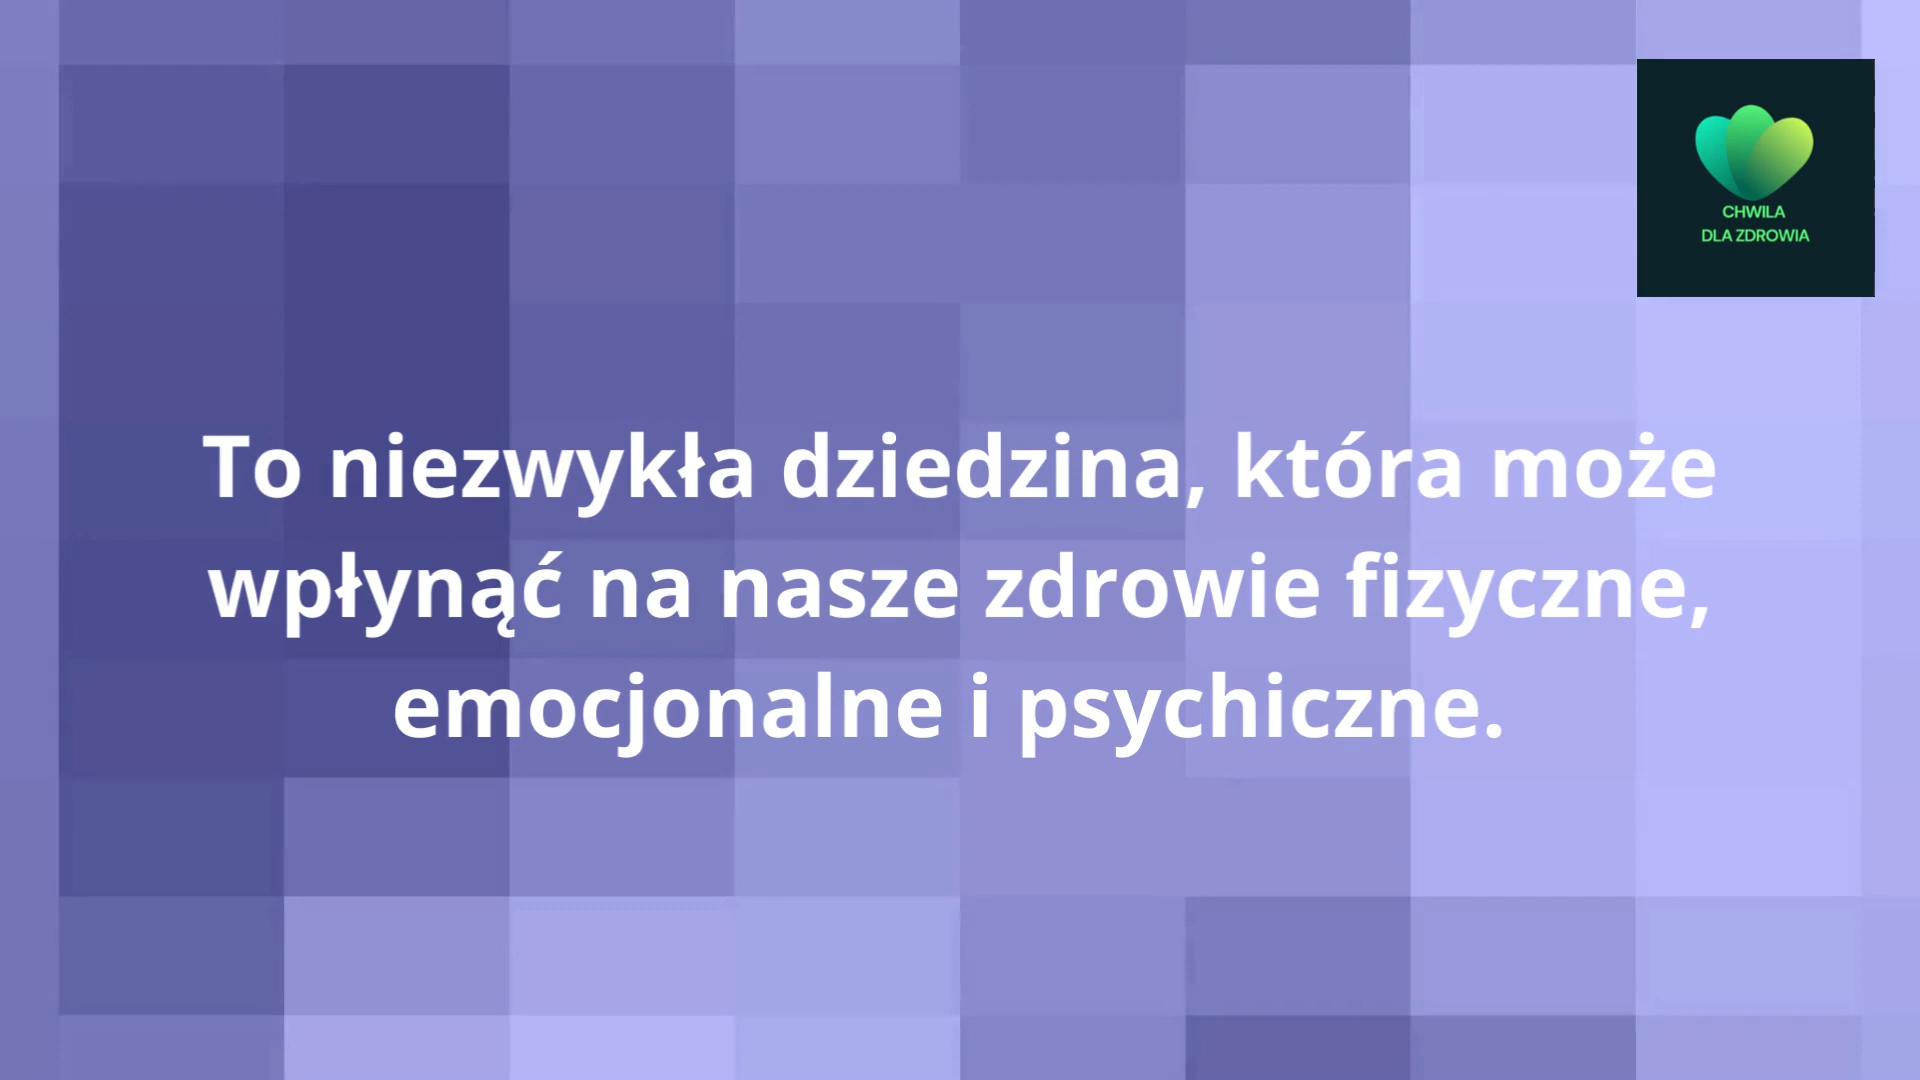 CHWILA
DLA ZDROWIA
To niezwykła dziedzina, która może
wpłynąć na nasze zdrowie fizyczne,
emocjonalne i psychiczne.